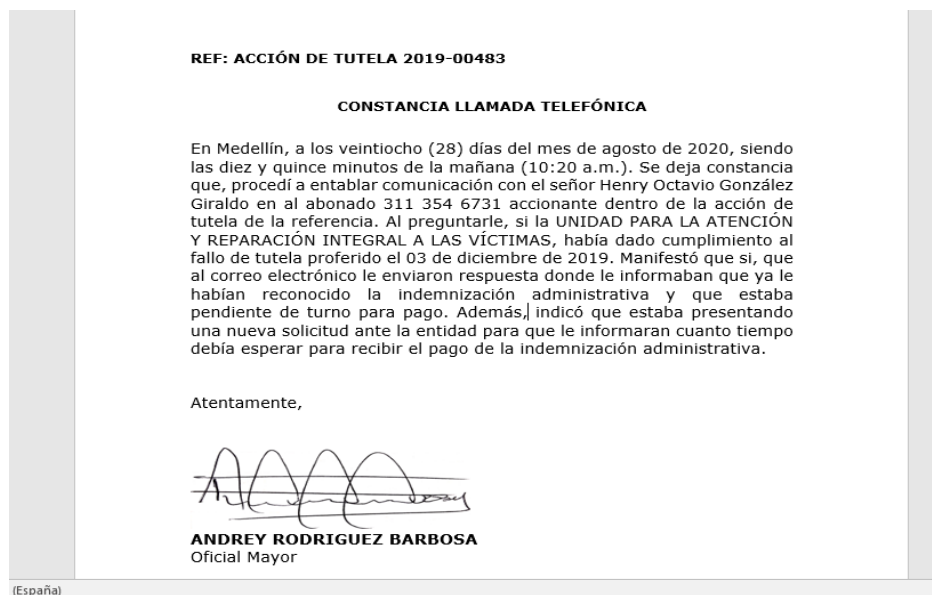 REF: ACCIÓN DE TUTELA 2019-00483
CONSTANCIA LLAMADA TELEFÓNICA
En Medellín, a los veintiocho (28) días del mes de agosto de 2020, siendo
las diez y quince minutos de la mañana (10:20 a.m.). Se deja constancia
que, procedí a entablar comunicación con el señor Henry Octavio González
Giraldo en al abonado 311 354 6731 accionante dentro de la acción de
tutela de la referencia. Al preguntarle, si la UNIDAD PARA LA ATENCIÓN
Y REPARACIÓN INTEGRAL A LAS VÍCTIMAS, había dado cumplimiento al
fallo de tutela proferido el 03 de diciembre de 2019. Manifestó que si, que
al correo electrónico le enviaron respuesta donde le informaban que ya le
habían reconocido la indemnización administrativa y que estaba
pendiente de turno para pago. Además, indicó que estaba presentando
una nueva solicitud ante la entidad para que le informaran cuanto tiempo
debía esperar para recibir el pago de la indemnización administrativa.
Atentamente,
ANDREY RODRIGUEZ BARBOSA
Oficial Mayor
(España)